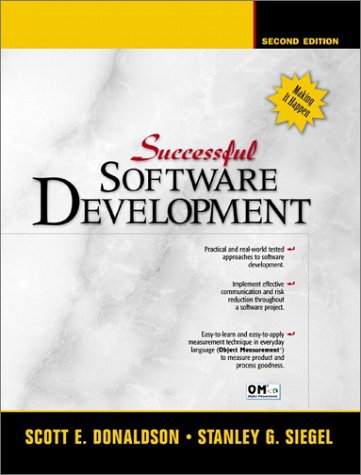 SECOND EDITION
Making
It Happen
Successful
SOFTWARE
DEVELOPMENT
Practical and real-world tested
approaches to software
development.
Implement effective
communication and risk
reduction throughout
a software project.
Easy-to-learn and easy-to-apply
measurement technique in everyday
language (Object Measurement®)
to measure product and
process goodness.
OM
Object Measurement
SCOTT E. DONALDSON • STANLEY G. SIEGEL